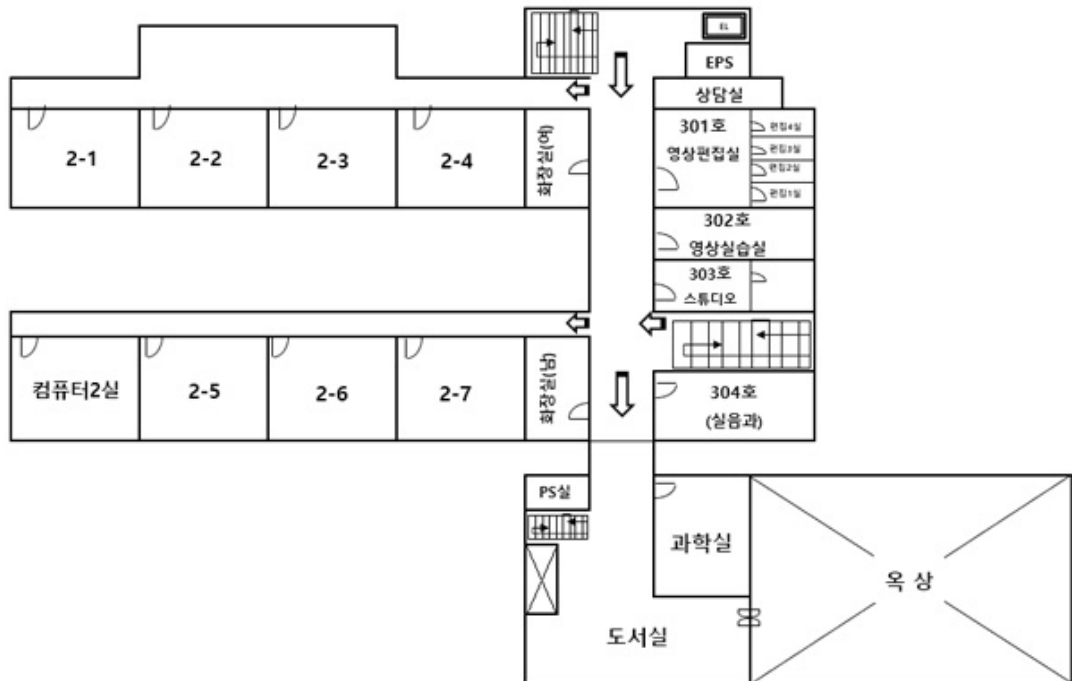 EL
EPS
상담실
301호
영상편집실
편집4실
편집3실
편집2실
편집1실
2-1
2-2
2-3
2-4
화장실(여)
302호
영상실습실
303호
스튜디오
컴퓨터2실
2-5
2-6
2-7
화장실(남)
304호
(실음과)
PS실
과학실
옥 상
도서실